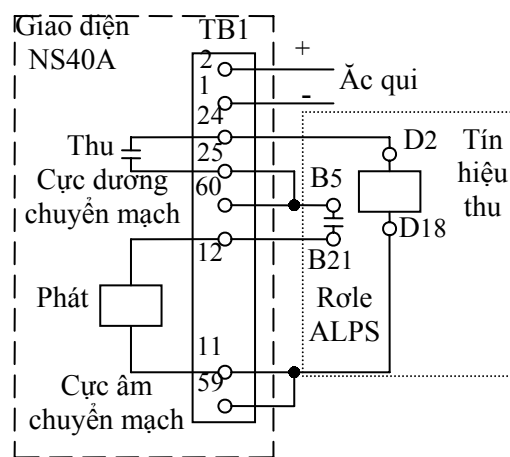 Giao diện
NS40A
TB1
2
+
1
Ắc qui
-
24
D2
Tín
hiệu
thu
Thu
25
Cực dương
chuyển mạch
60
B5
D18
12
B21
Phát
Rơle
ALPS
11
59
Cực âm
chuyển mạch